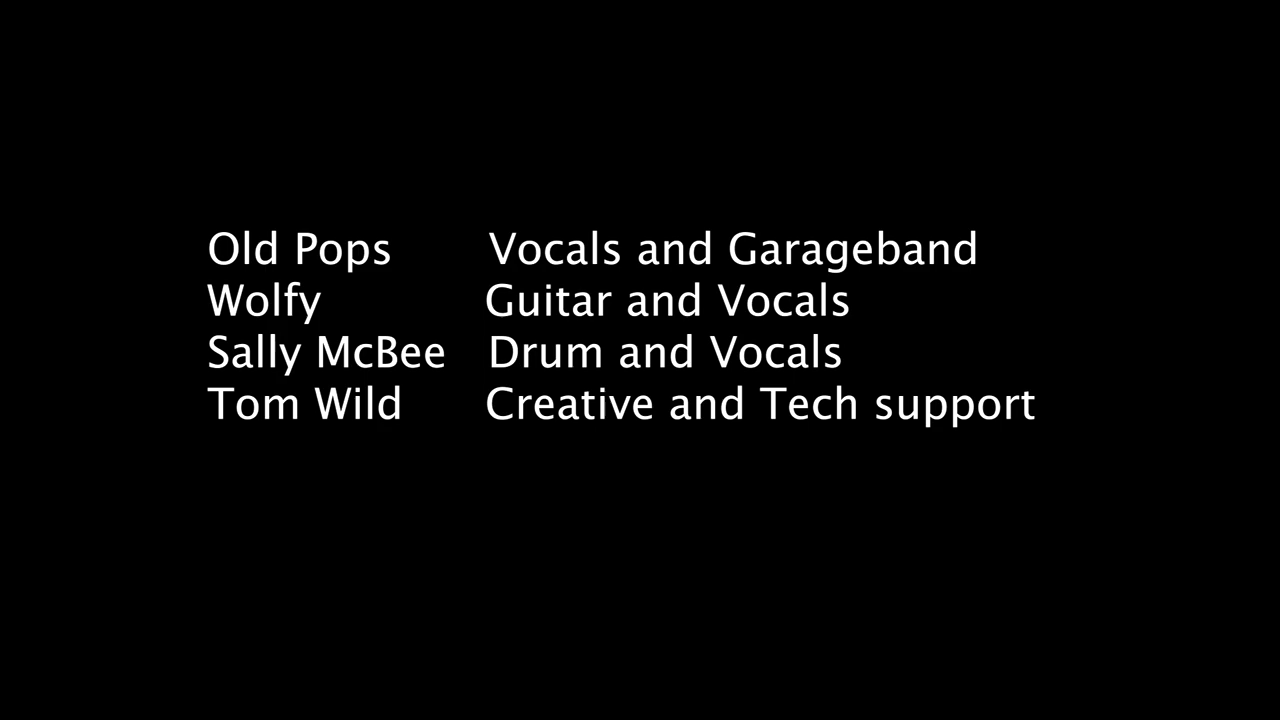 Old Pops Vocals and Garageband
Wolfy Guitar and Vocals
Sally McBee Drum and Vocals
Tom Wild Creative and Tech support